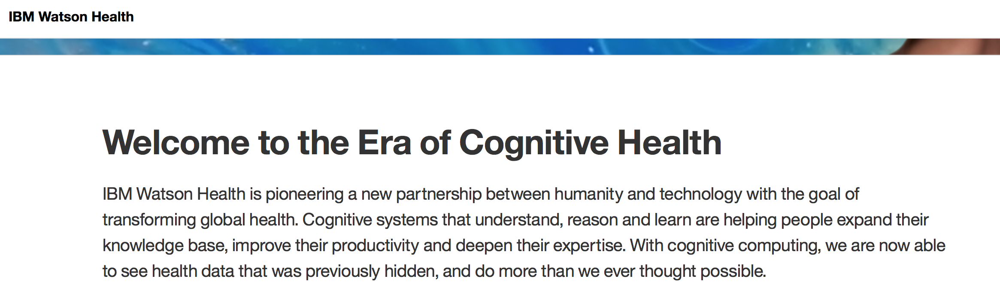 IBM Watson Health
Welcome to the Era of Cognitive Health
IBM Watson Health is pioneering a new partnership between humanity and technology with the goal of
transforming global health. Cognitive systems that understand, reason and learn are helping people expand their
knowledge base, improve their productivity and deepen their expertise. With cognitive computing, we are now able
to see health data that was previously hidden, and do more than we ever thought possible.